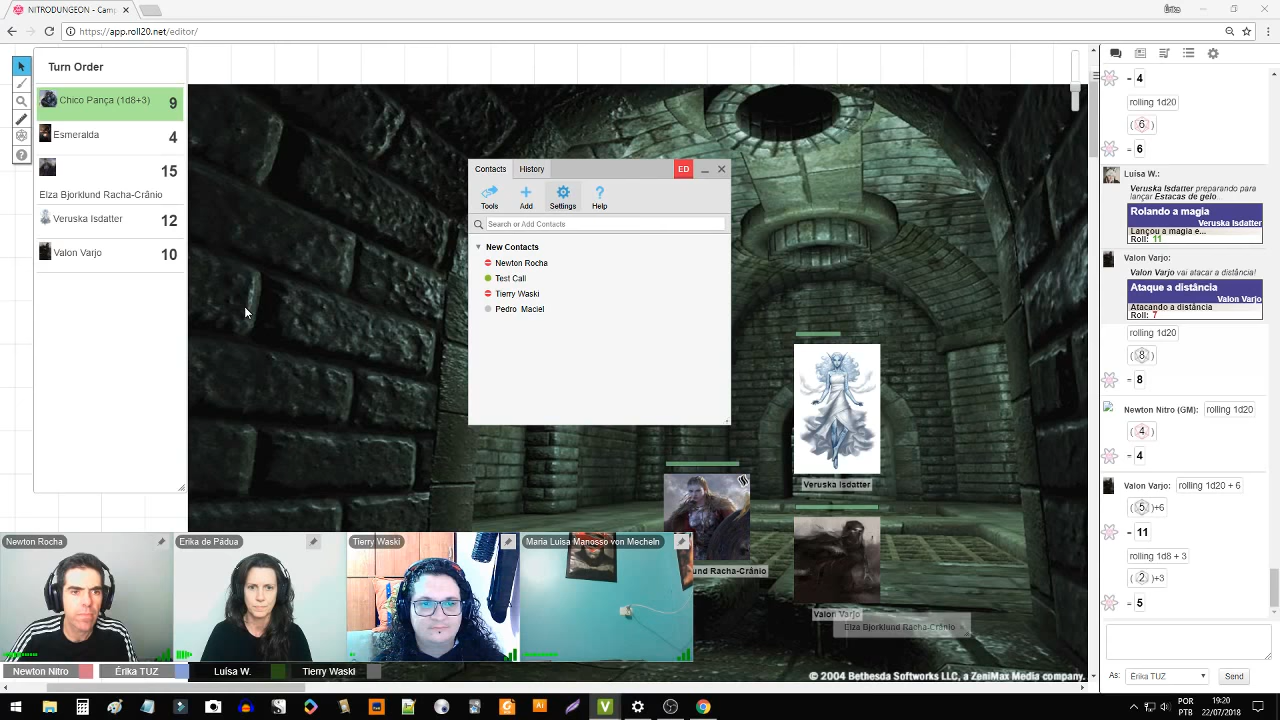 NITRODUNGEON - Cam
https://app.roll20.net/editor/
Turn Order
Chico Pança (1d8+3) 9
Esmeralda 4
15
Elza Bjorklund Racha-Crânio
Veruska Isdatter 12
Valon Varjo 10
Contacts History ED
Tools Add Settings Help
Search or Add Contacts
New Contacts
Newton Rocha
Test Call
Tierry Waski
Pedro Maciel
Veruska Isdatter
und Racha-Crânio
Valon Varjo
Elza Bjorklund Racha-Crânio
© 2004 Bethesda Softworks LLC, a ZeniMax Media company.
Newton Rocha
Erika de Pádua
Tierry Waski
Maria Luisa Manosso von Mecheln
Newton Nitro
Érika TUZ
Luísa W.
Tierry Waski
= 4
rolling 1d20
(6)
= 6
Luísa W.:
Veruska Isdatter preparando para
lançar Estacas de gelo
Rolando a magia
Veruska Isdatter
Lançou a magia e...
Roll: 11
Valon Varjo:
Valon Varjo vai atacar a distância!
Ataque a distância
Valon Varjo
Atacando a distância
Roll: 7
rolling 1d20
(8)
= 8
Newton Nitro (GM): rolling 1d20
(4)
= 4
Valon Varjo: rolling 1d20 + 6
(5)+6
= 11
rolling 1d8 + 3
(2)+3
= 5
As: Erika TUZ Send
POR
PTB
19:20
22/07/2018